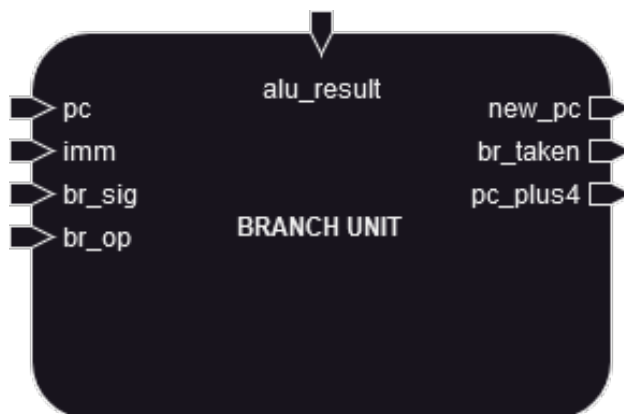 alu_result
pc new_pc
imm br_taken
br_sig pc_plus4
br_op BRANCH UNIT